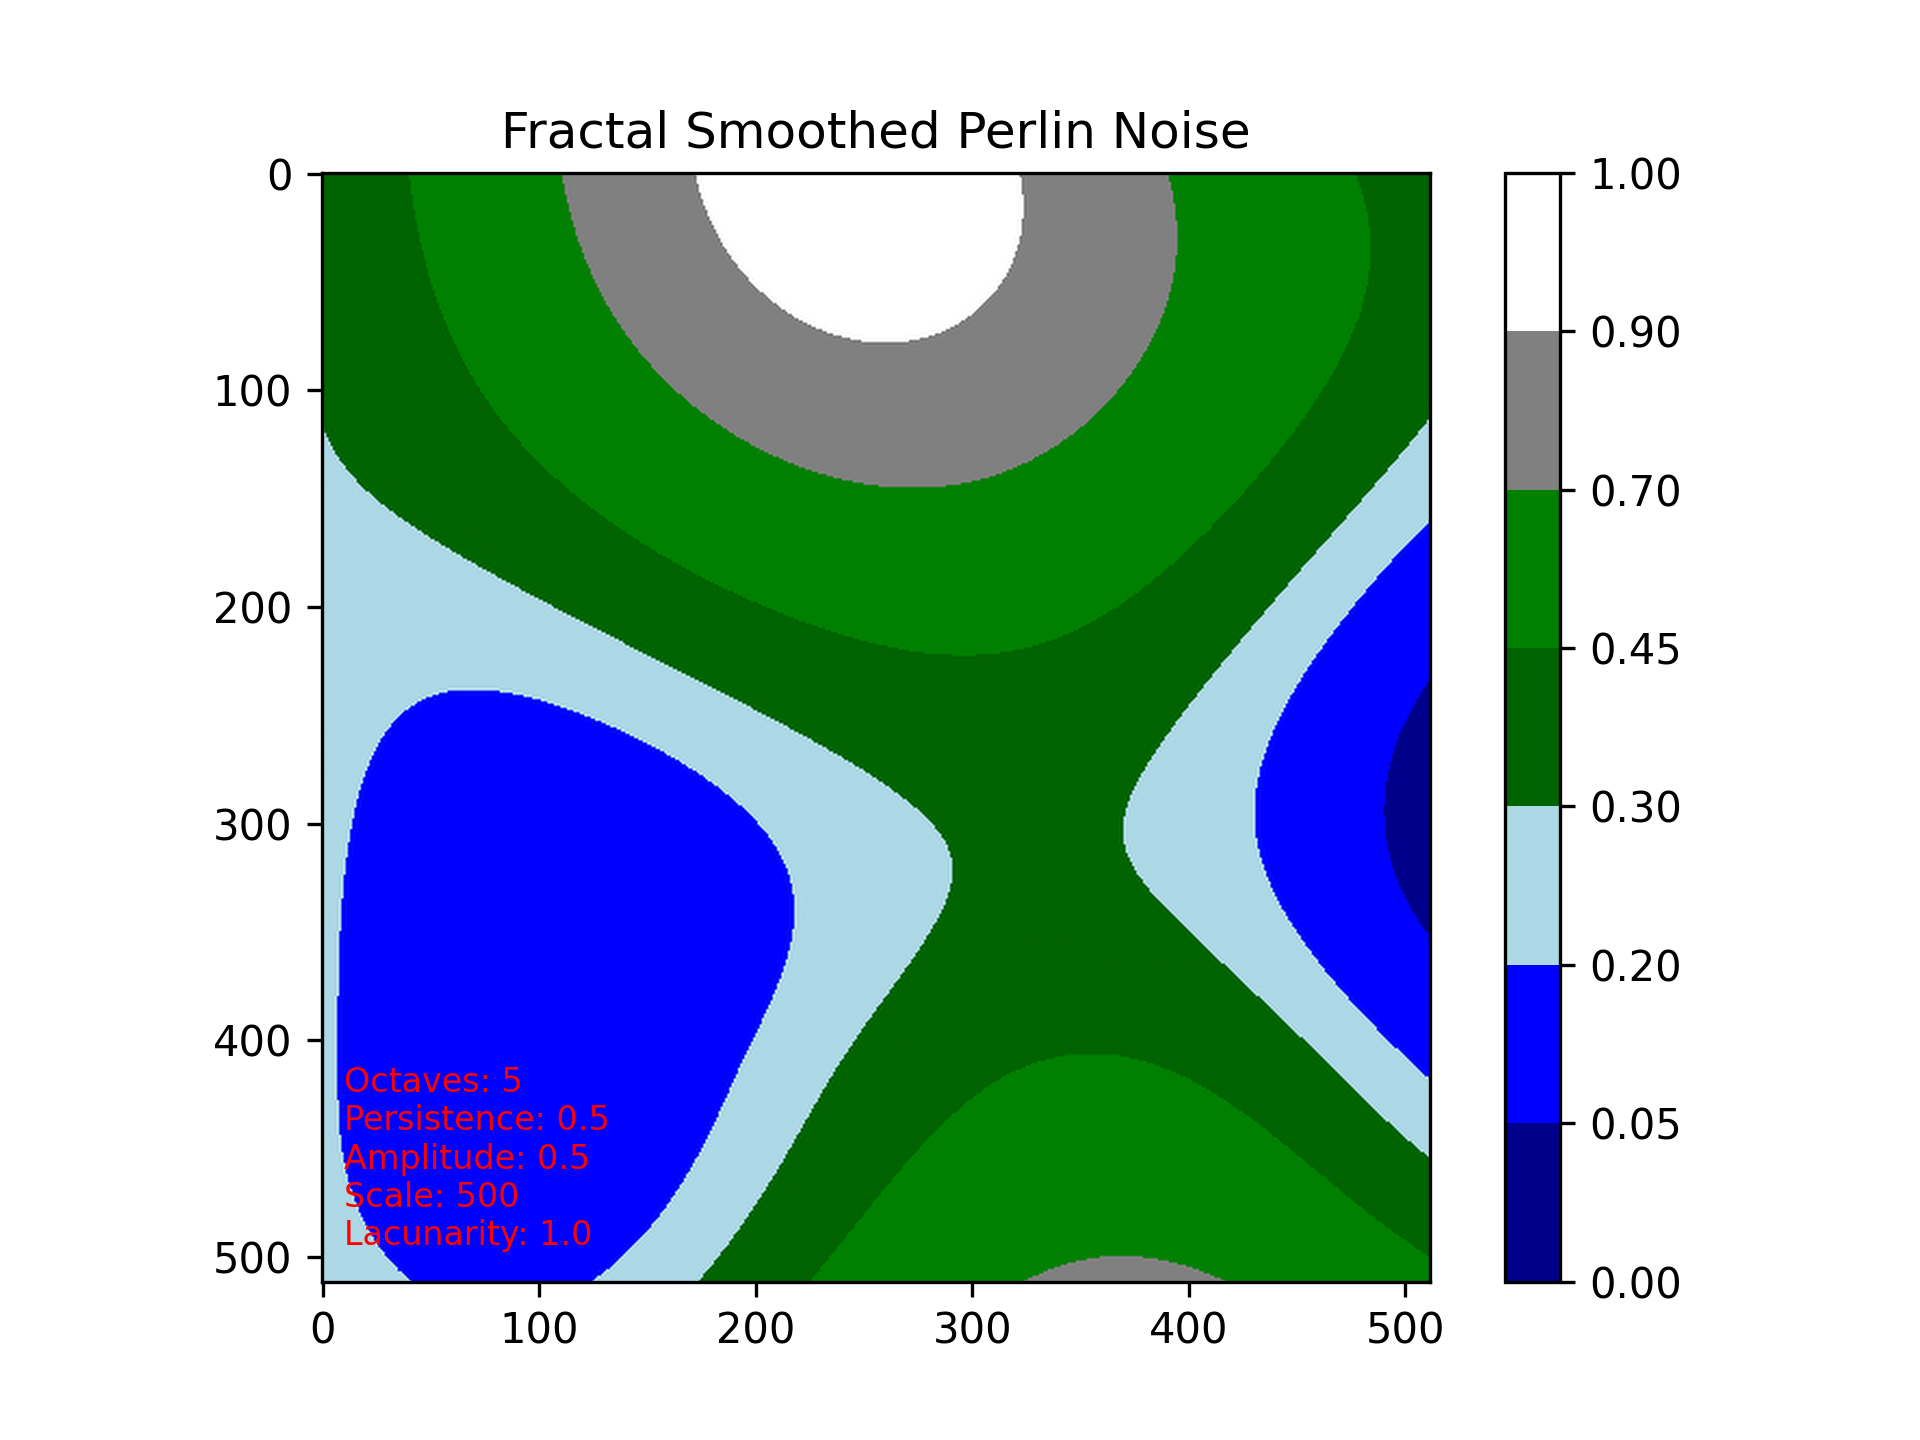 Fractal Smoothed Perlin Noise
0
100
200
300
400
500
Octaves: 5
Persistence: 0.5
Amplitude: 0.5
Scale: 500
Lacunarity: 1.0
0 100 200 300 400 500
1.00
0.90
0.70
0.45
0.30
0.20
0.05
0.00